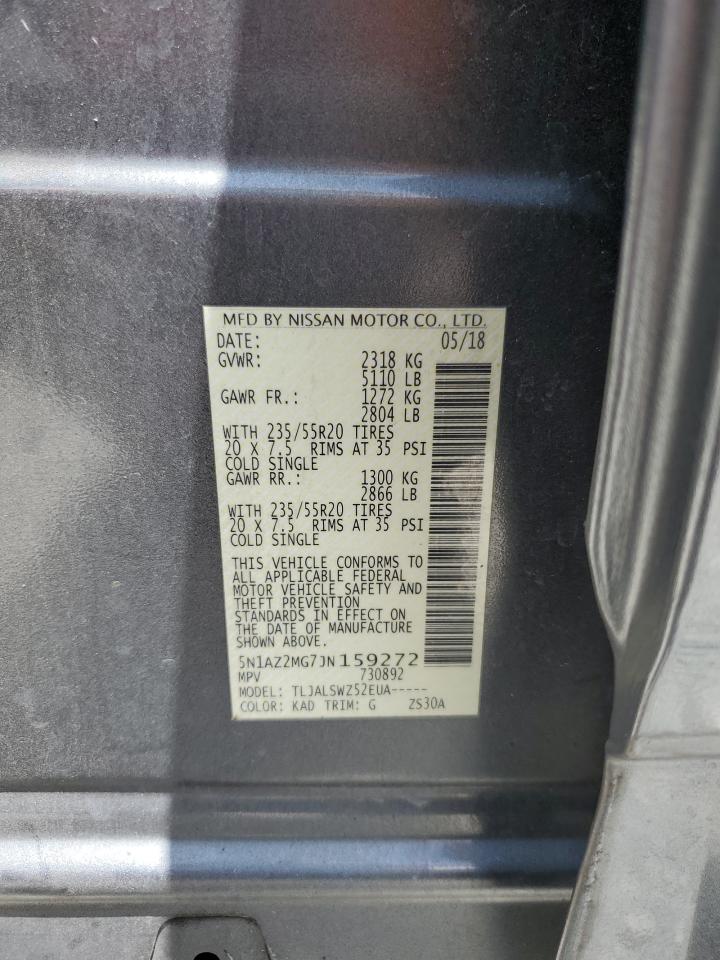 MFD BY NISSAN MOTOR CO., LTD.
DATE: 05/18
GVWR: 2318 KG
5110 LB
GAWR FR.: 1272 KG
2804 LB
WITH 235/55R20 TIRES
20 X 7.5 RIMS AT 35 PSI
COLD SINGLE
GAWR RR.: 1300 KG
2866 LB
WITH 235/55R20 TIRES
20 X 7.5 RIMS AT 35 PSI
COLD SINGLE
THIS VEHICLE CONFORMS TO
ALL APPLICABLE FEDERAL
MOTOR VEHICLE SAFETY AND
THEFT PREVENTION
STANDARDS IN EFFECT ON
THE DATE OF MANUFACTURE
SHOWN ABOVE.
5N1AZ2MG7JN159272
MPV 730892
MODEL: TLJALSWZ52EUA-----
COLOR: KAD TRIM: G ZS30A